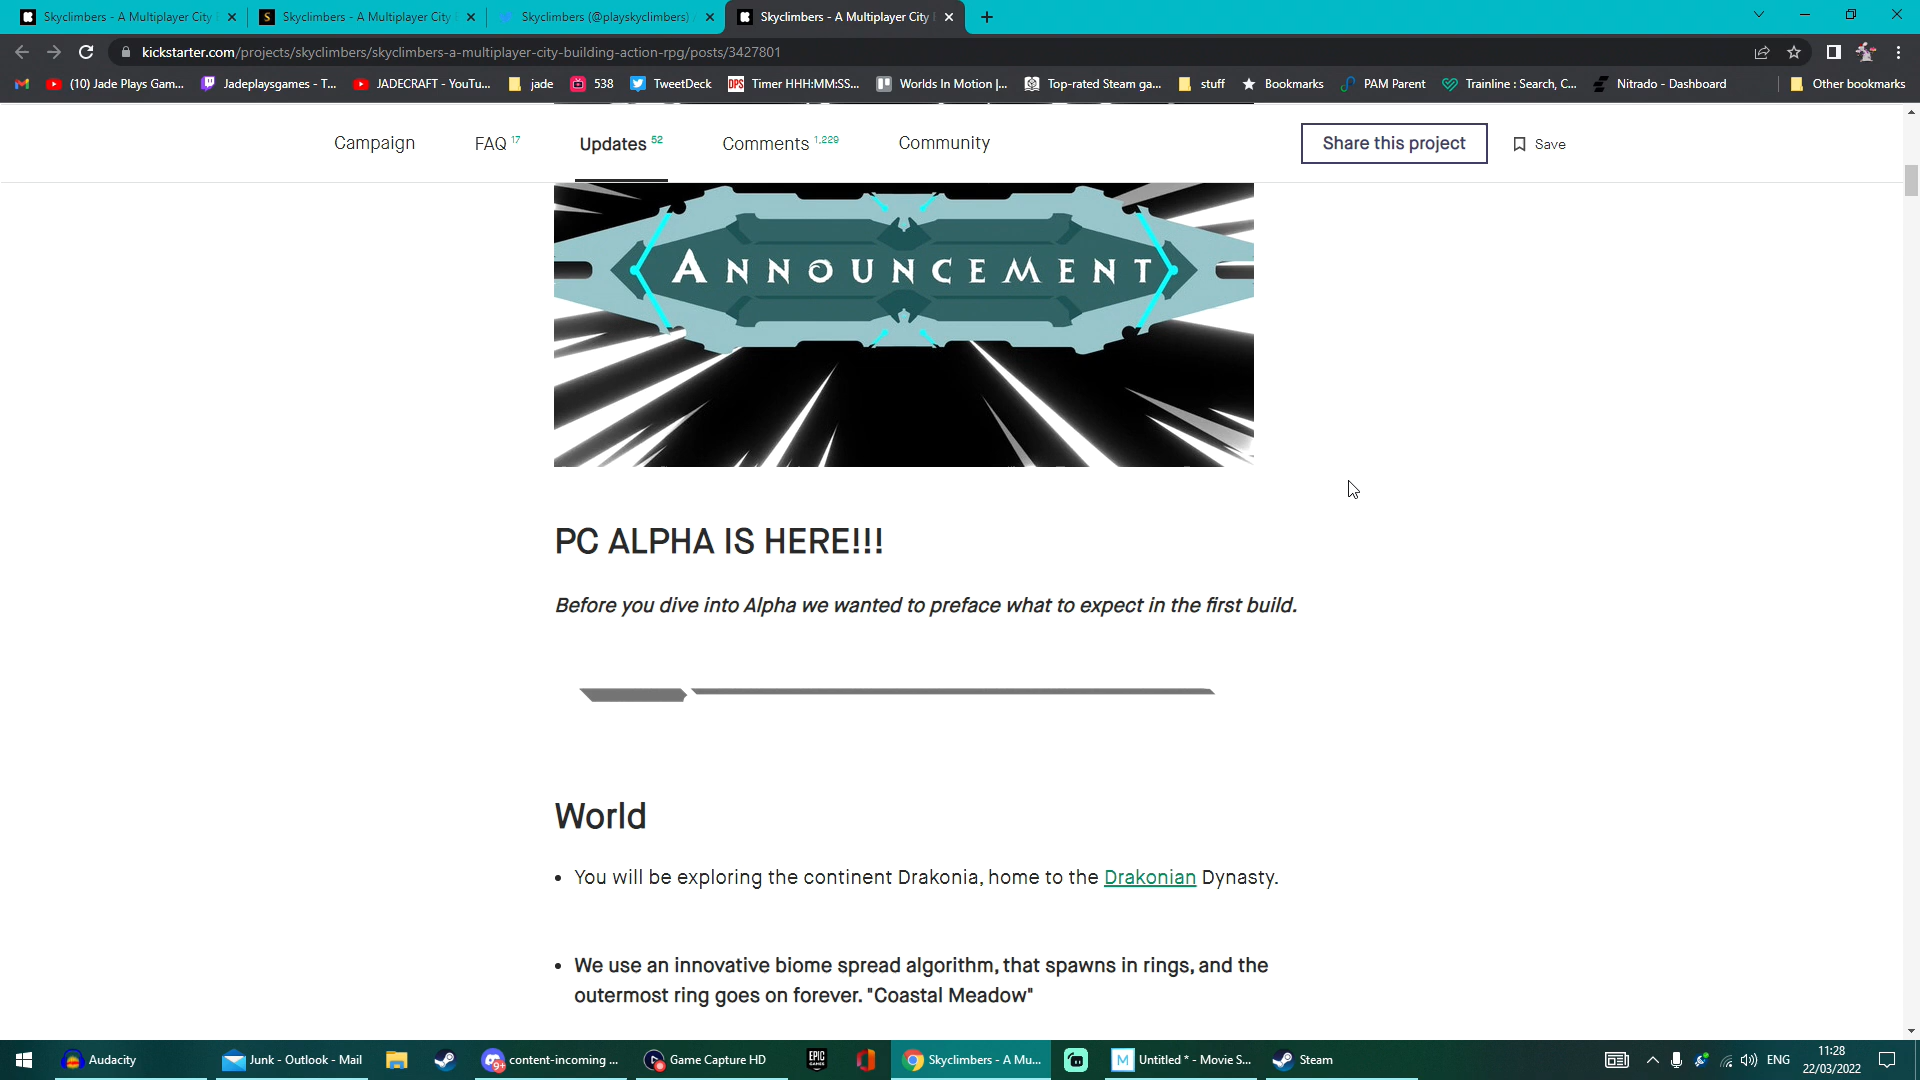 Skyclimbers - A Multiplayer City
Skyclimbers - A Multiplayer City
Skyclimbers (@playskyclimbers)
Skyclimbers - A Multiplayer City
kickstarter.com/projects/skyclimbers/skyclimbers-a-multiplayer-city-building-action-rpg/posts/3427801
(10) Jade Plays Gam...
Jadeplaysgames - T...
JADECRAFT - YouTu...
jade
538
TweetDeck
DPS
Timer HHH:MM:SS...
Worlds In Motion |...
Top-rated Steam ga...
stuff
Bookmarks
PAM Parent
Trainline : Search, C...
Nitrado - Dashboard
Other bookmarks
Campaign
FAQ 17
Updates 52
Comments 1,229
Community
Share this project
Save
ANNOUNCEMENT
PC ALPHA IS HERE!!!
Before you dive into Alpha we wanted to preface what to expect in the first build.
World
• You will be exploring the continent Drakonia, home to the Drakonian Dynasty.
• We use an innovative biome spread algorithm, that spawns in rings, and the
outermost ring goes on forever. "Coastal Meadow"
Audacity
Junk - Outlook - Mail
9+
content-incoming ...
Game Capture HD
EPIC GAMES
Skyclimbers - A Mu...
M
Untitled * - Movie S...
Steam
ENG
11:28
22/03/2022